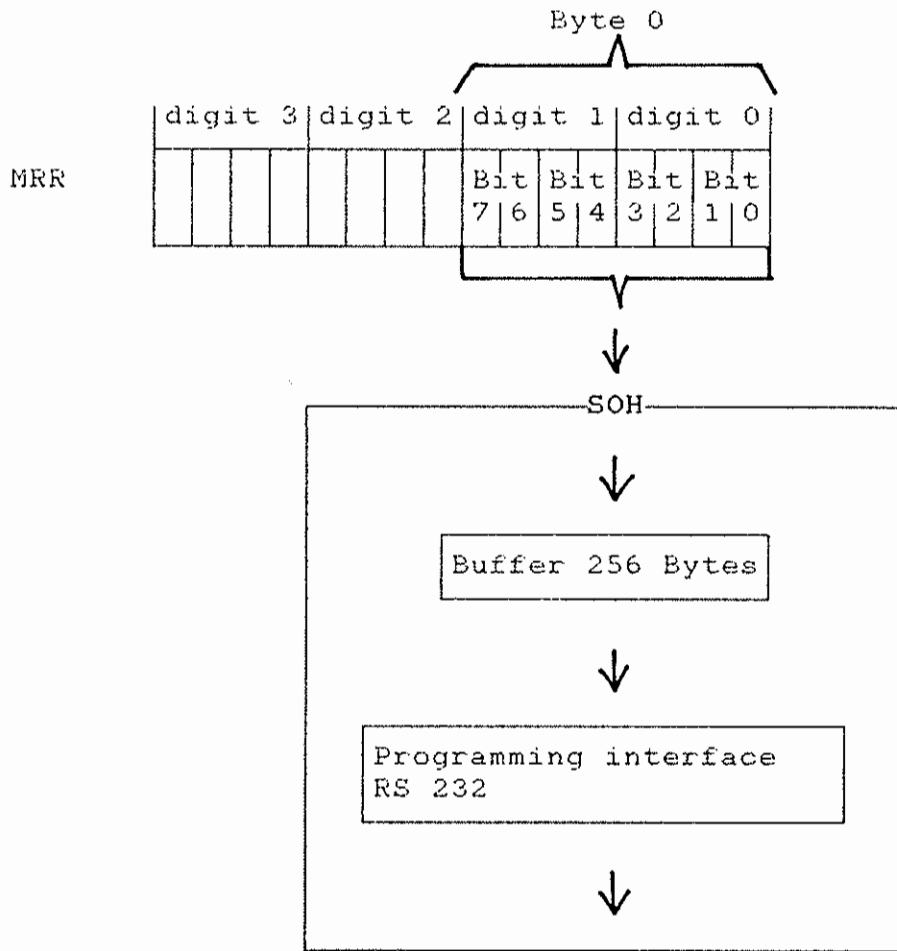 Byte 0
digit 3 digit 2 digit 1 digit 0
MRR
Bit Bit Bit Bit
7 6 5 4 3 2 1 0
SOH
Buffer 256 Bytes
Programming interface
RS 232